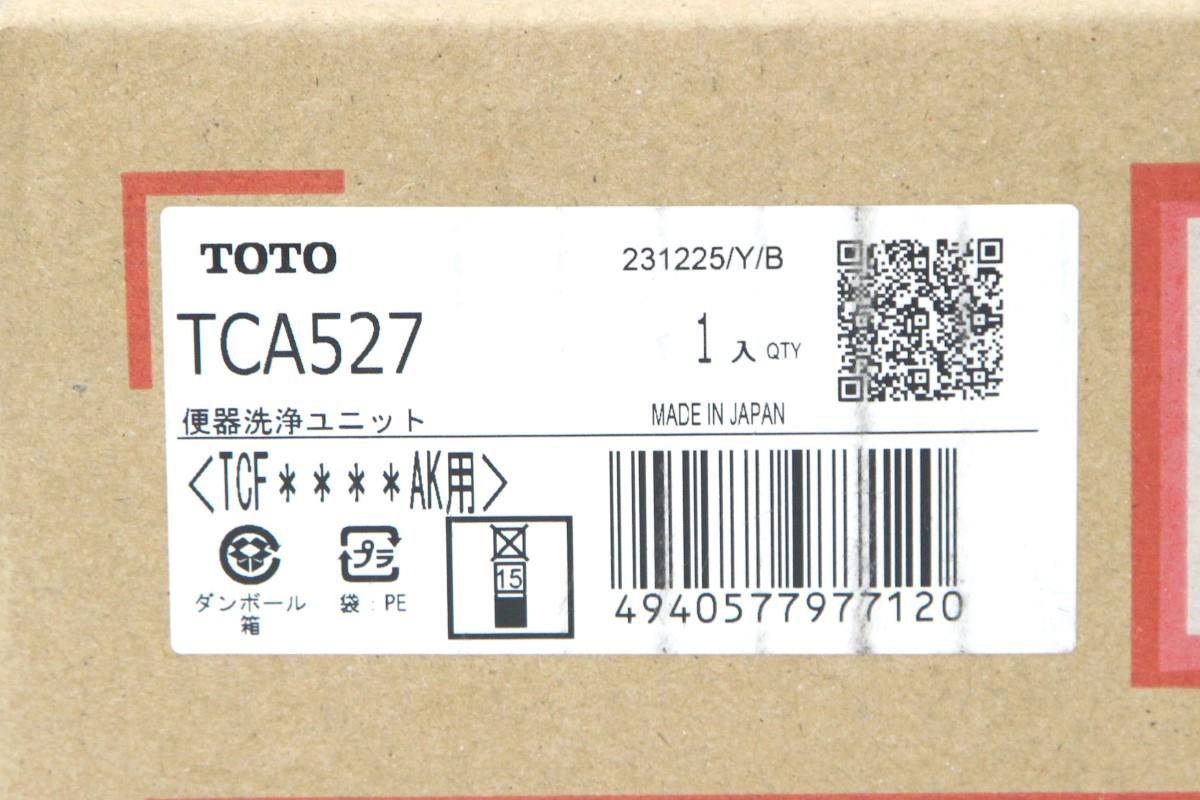 TOTO
231225/Y/B
TCA527
1 入 QTY
便器洗浄ユニット
MADE IN JAPAN
<TCF＊＊＊＊AK用>
プラ
15
ダンボール
箱
袋：PE
4940577977120